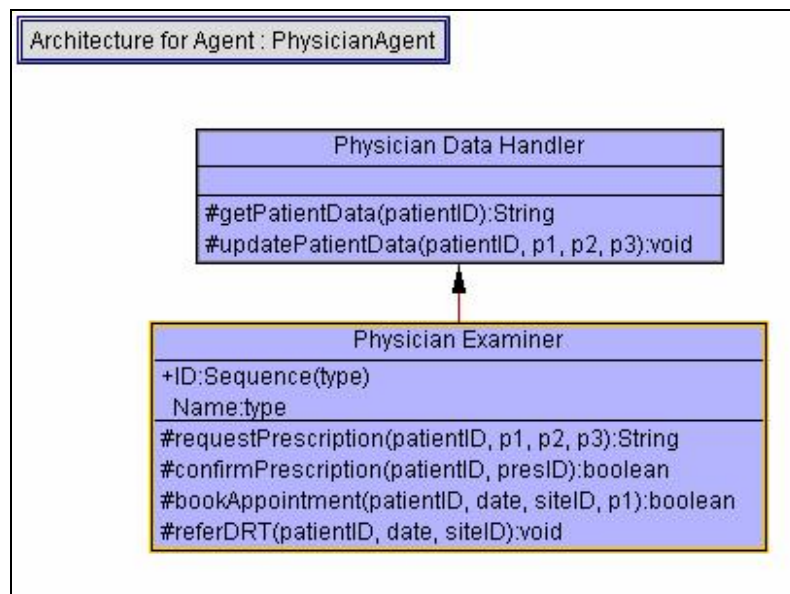 Architecture for Agent : PhysicianAgent
Physician Data Handler
#getPatientData(patientID):String
#updatePatientData(patientID, p1, p2, p3):void
Physician Examiner
+ID:Sequence(type)
Name:type
#requestPrescription(patientID, p1, p2, p3):String
#confirmPrescription(patientID, presID):boolean
#bookAppointment(patientID, date, siteID, p1):boolean
#referDRT(patientID, date, siteID):void